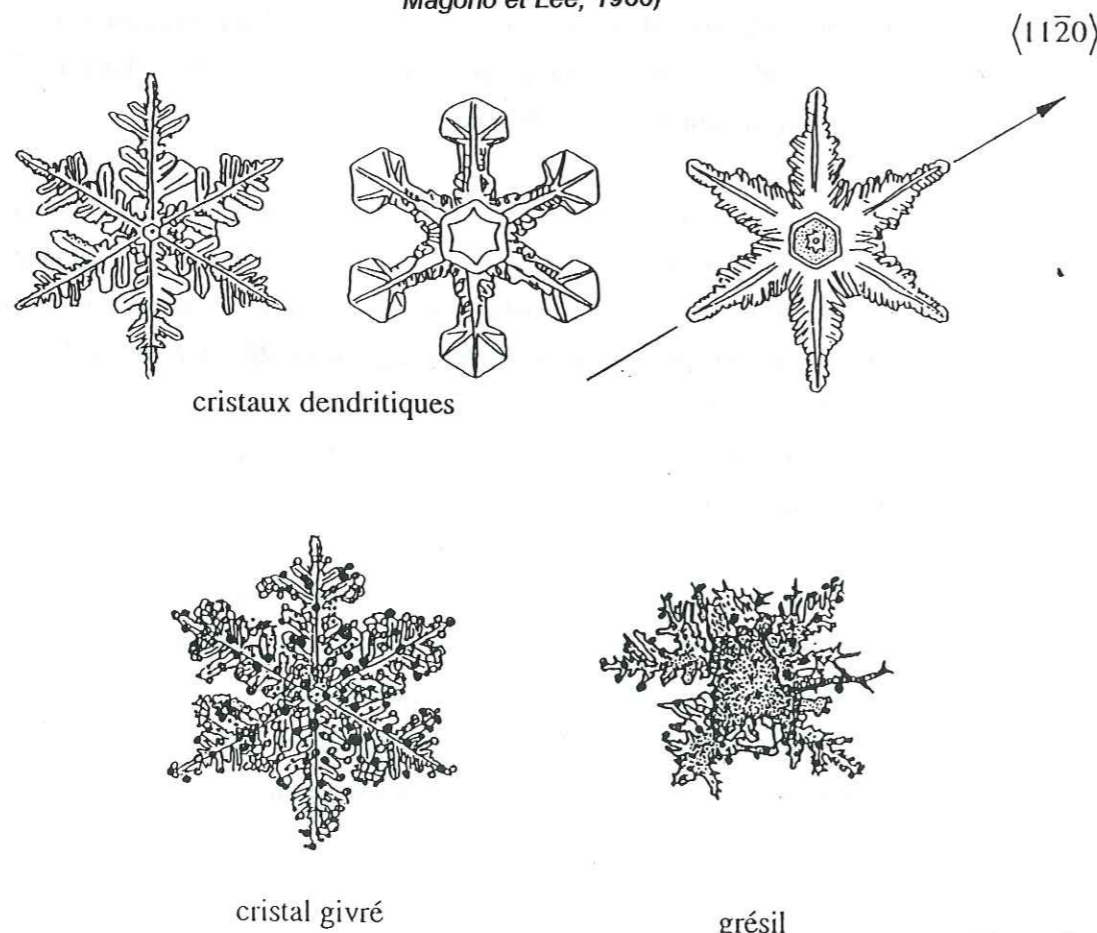 Magono et Lee, 1966)
⟨112̄0⟩
cristaux dendritiques
cristal givré
grésil